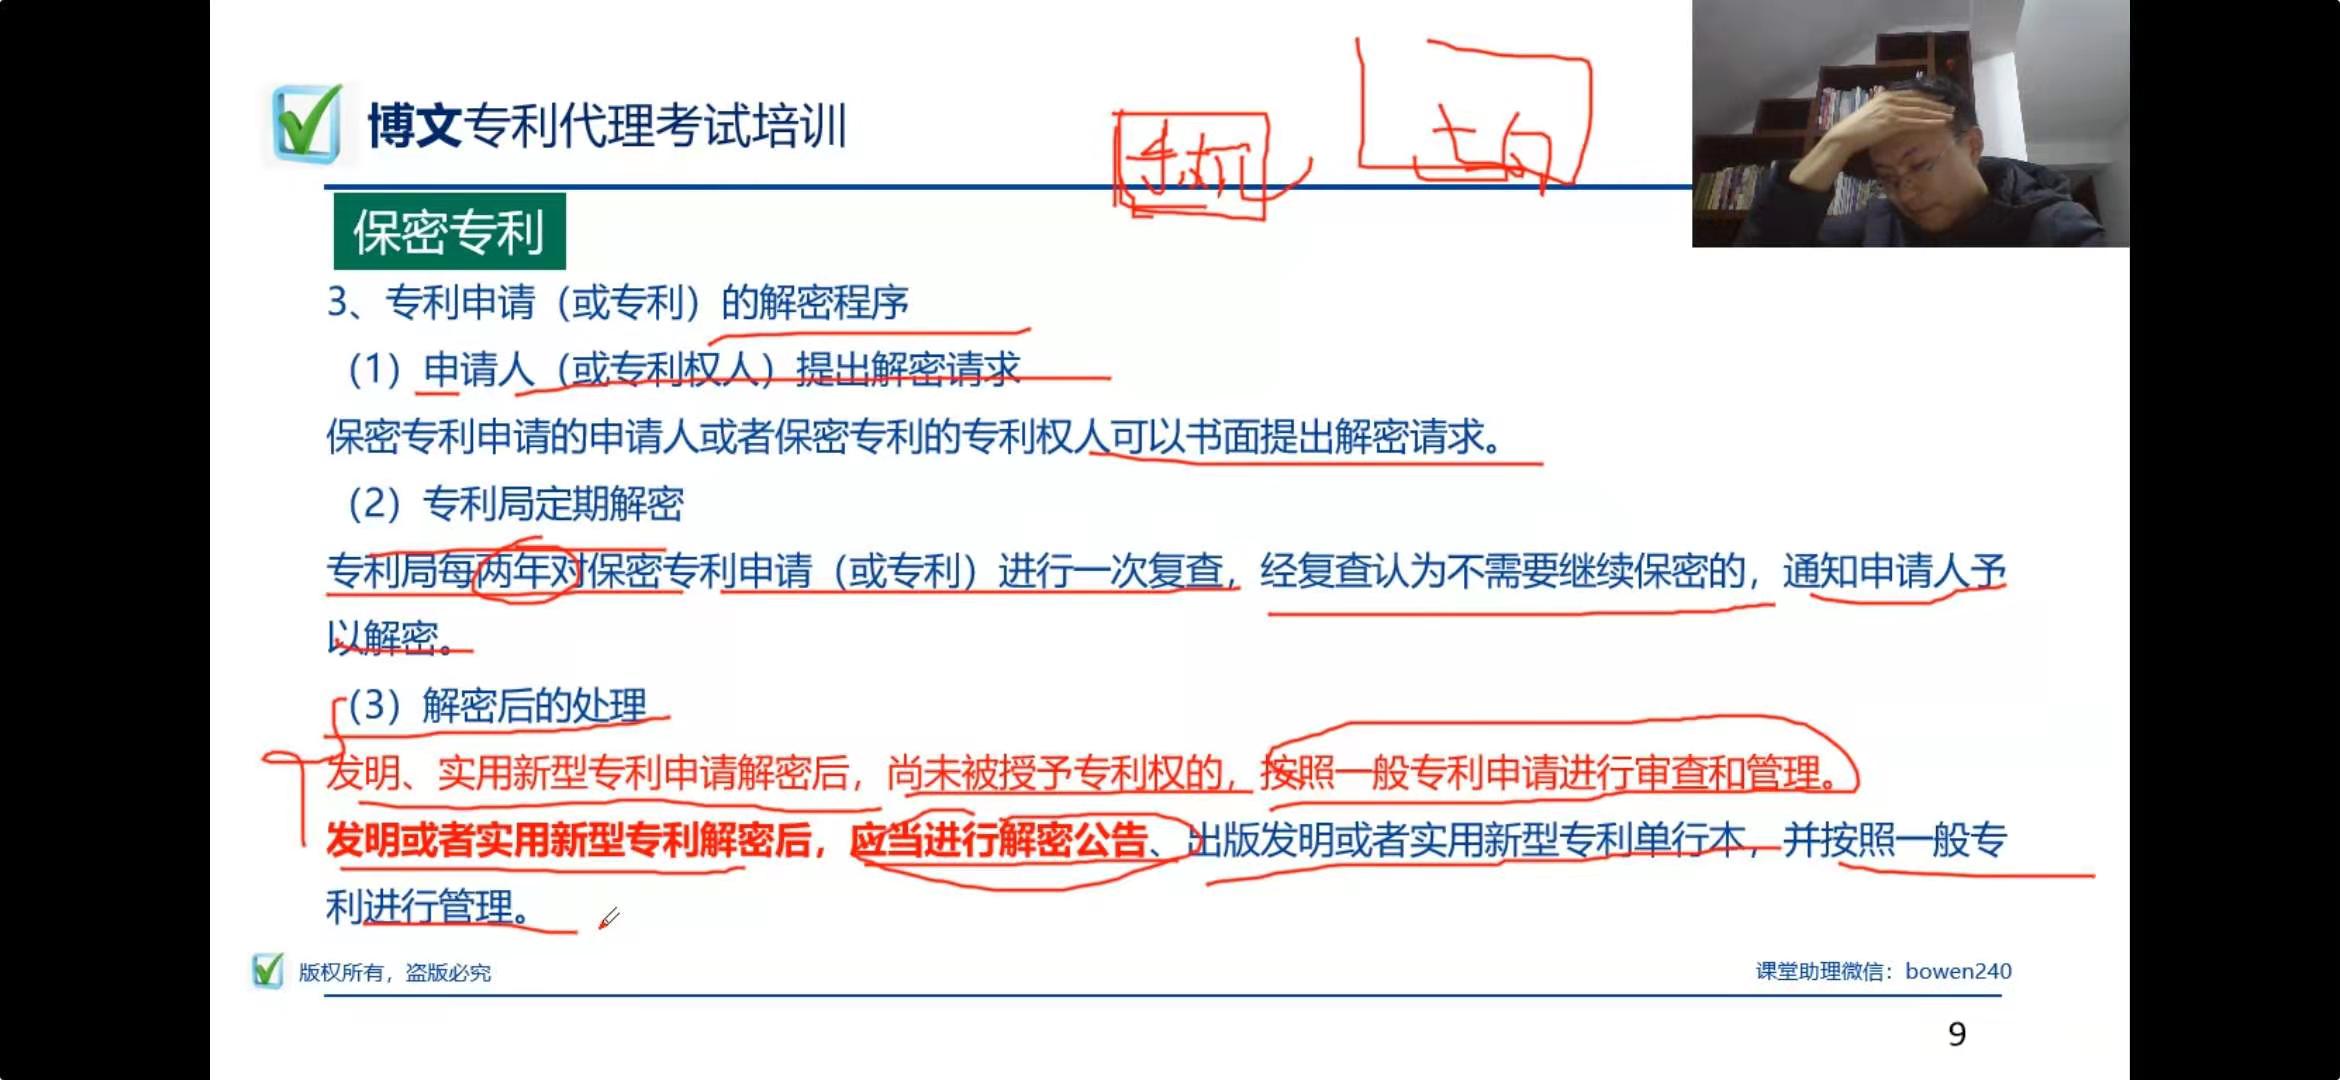 博文专利代理考试培训
手机
保密专利
3、专利申请（或专利）的解密程序
（1）申请人（或专利权人）提出解密请求
保密专利申请的申请人或者保密专利的专利权人可以书面提出解密请求。
（2）专利局定期解密
专利局每两年对保密专利申请（或专利）进行一次复查，经复查认为不需要继续保密的，通知申请人予
以解密。
（3）解密后的处理
发明、实用新型专利申请解密后，尚未被授予专利权的，按照一般专利申请进行审查和管理。
发明或者实用新型专利解密后，应当进行解密公告、出版发明或者实用新型专利单行本，并按照一般专
利进行管理。
版权所有，盗版必究
课堂助理微信：bowen240
9